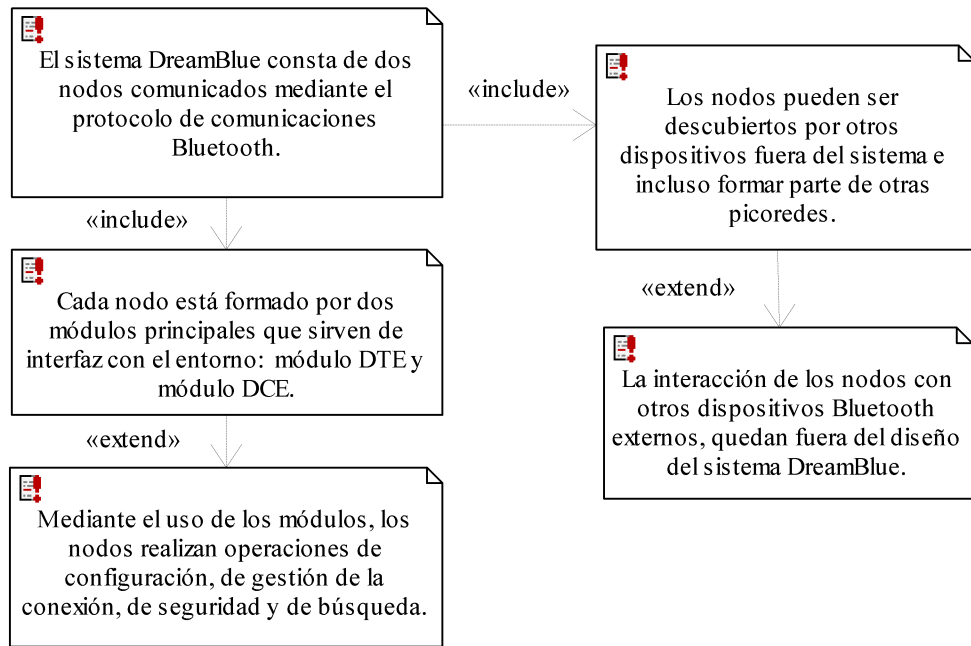 El sistema DreamBlue consta de dos
nodos comunicados mediante el
protocolo de comunicaciones
Bluetooth.
«include»
Los nodos pueden ser
descubiertos por otros
dispositivos fuera del sistema e
incluso formar parte de otras
picoredes.
«include»
Cada nodo está formado por dos
módulos principales que sirven de
interfaz con el entorno: módulo DTE y
módulo DCE.
«extend»
La interacción de los nodos con
otros dispositivos Bluetooth
externos, quedan fuera del diseño
del sistema DreamBlue.
«extend»
Mediante el uso de los módulos, los
nodos realizan operaciones de
configuración, de gestión de la
conexión, de seguridad y de búsqueda.